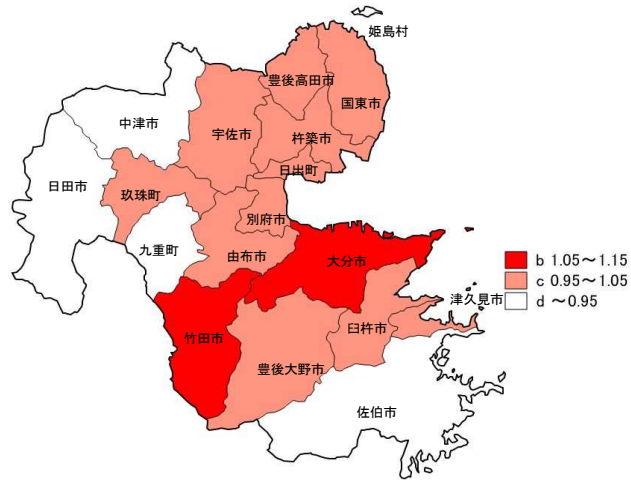 姫島村
豊後高田市
国東市
中津市
宇佐市
杵築市
日出町
日田市
玖珠町
別府市
九重町
由布市
大分市
b 1.05～1.15
c 0.95～1.05
d ～0.95
津久見市
臼杵市
竹田市
豊後大野市
佐伯市